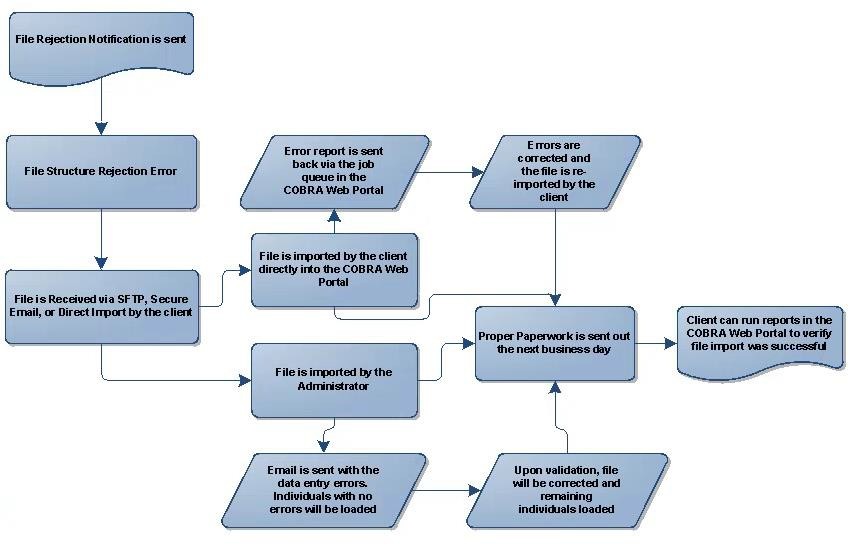 File Rejection Notification is sent
File Structure Rejection Error
Error report is sent
back via the job
queue in the
COBRA Web Portal
Errors are
corrected and
the file is re-
imported by the
client
File is Received via SFTP, Secure
Email, or Direct Import by the client
File is imported by the client
directly into the COBRA Web
Portal
Proper Paperwork is sent out
the next business day
Client can run reports in the
COBRA Web Portal to verify
file import was successful
File is imported by the
Administrator
Email is sent with the
data entry errors.
Individuals with no
errors will be loaded
Upon validation, file
will be corrected and
remaining
individuals loaded